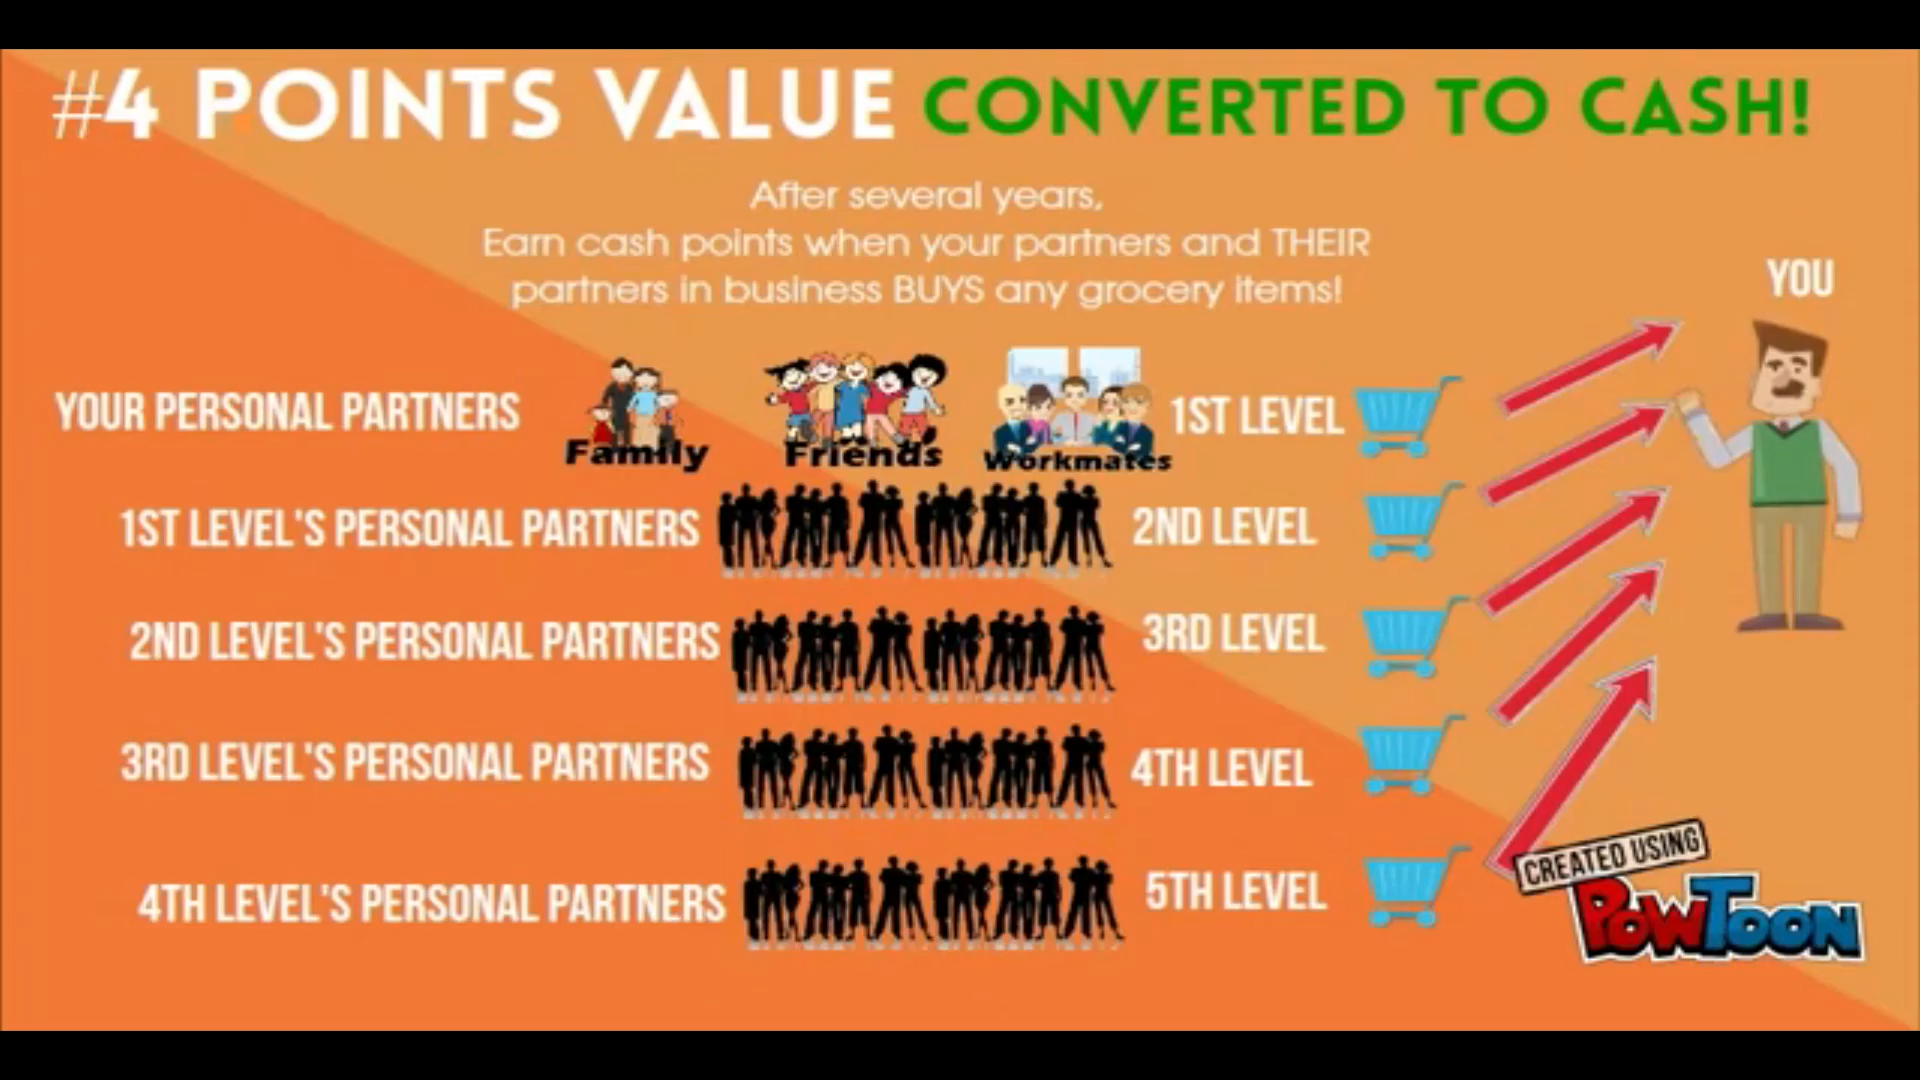 #4 POINTS VALUE CONVERTED TO CASH!
After several years,
Earn cash points when your partners and THEIR
partners in business BUYS any grocery items!
YOU
YOUR PERSONAL PARTNERS Family Friends Workmates 1ST LEVEL
1ST LEVEL'S PERSONAL PARTNERS 2ND LEVEL
2ND LEVEL'S PERSONAL PARTNERS 3RD LEVEL
3RD LEVEL'S PERSONAL PARTNERS 4TH LEVEL
4TH LEVEL'S PERSONAL PARTNERS 5TH LEVEL
CREATED USING
POWTOON